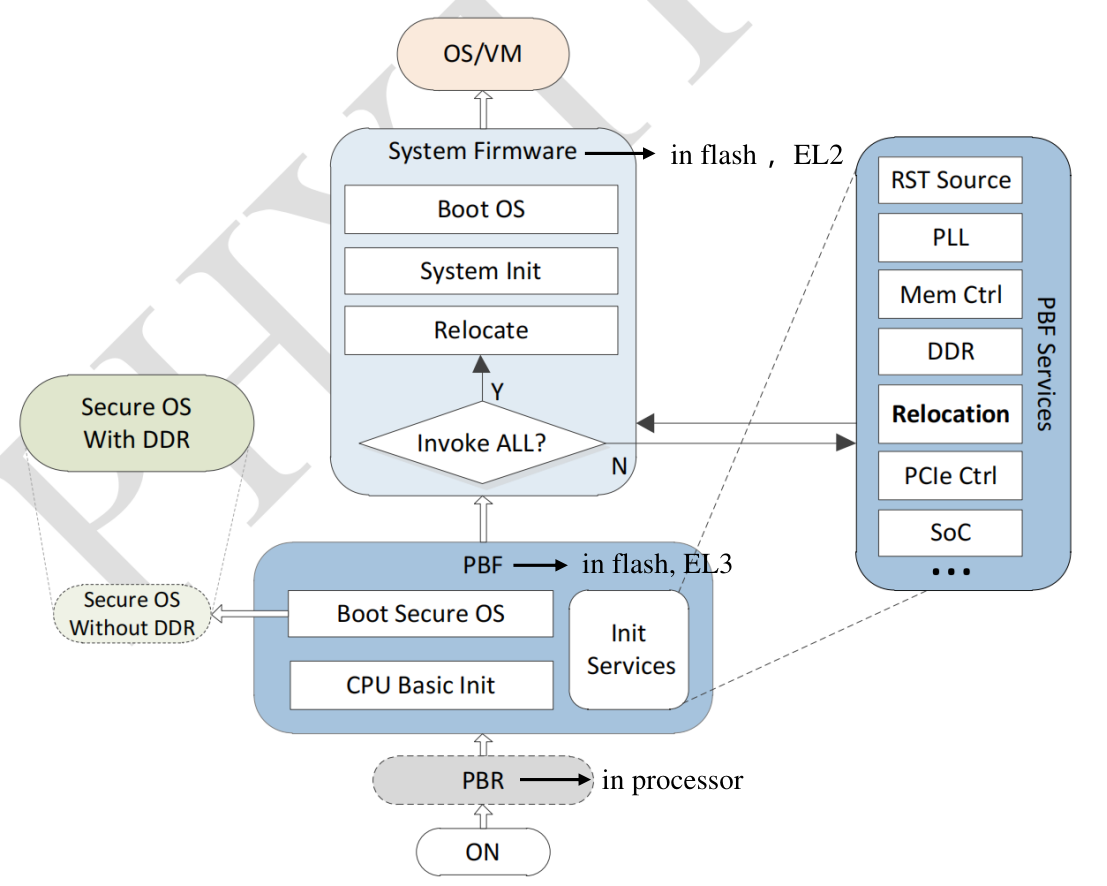 OS/VM
System Firmware
in flash ， EL2
Boot OS
System Init
Relocate
Y
Invoke ALL?
N
RST Source
PLL
Mem Ctrl
DDR
Relocation
PCIe Ctrl
SoC
...
PBF Services
Secure OS
With DDR
Secure OS
Without DDR
PBF
in flash, EL3
Boot Secure OS
CPU Basic Init
Init
Services
PBR
in processor
ON